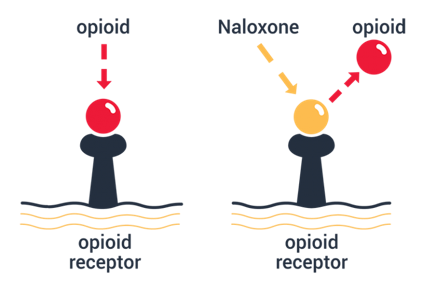 opioid
Naloxone
opioid
opioid
receptor
opioid
receptor